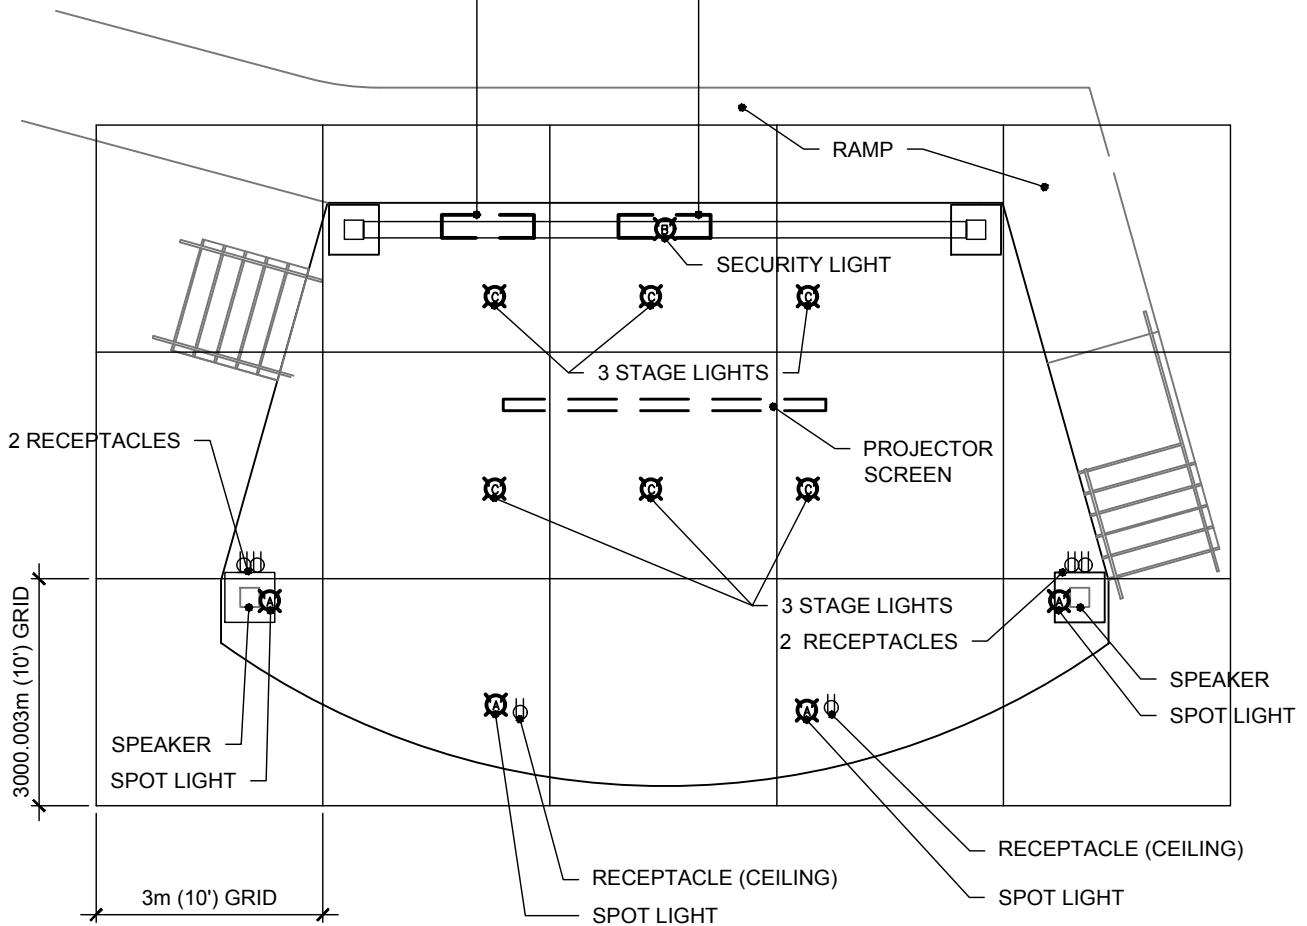 RAMP
B
SECURITY LIGHT
C
C
C
3 STAGE LIGHTS
2 RECEPTACLES
PROJECTOR
SCREEN
C
C
C
A
A
3 STAGE LIGHTS
2 RECEPTACLES
3000.003m (10') GRID
A
A
SPEAKER
SPOT LIGHT
SPEAKER
SPOT LIGHT
3m (10') GRID
RECEPTACLE (CEILING)
SPOT LIGHT
RECEPTACLE (CEILING)
SPOT LIGHT